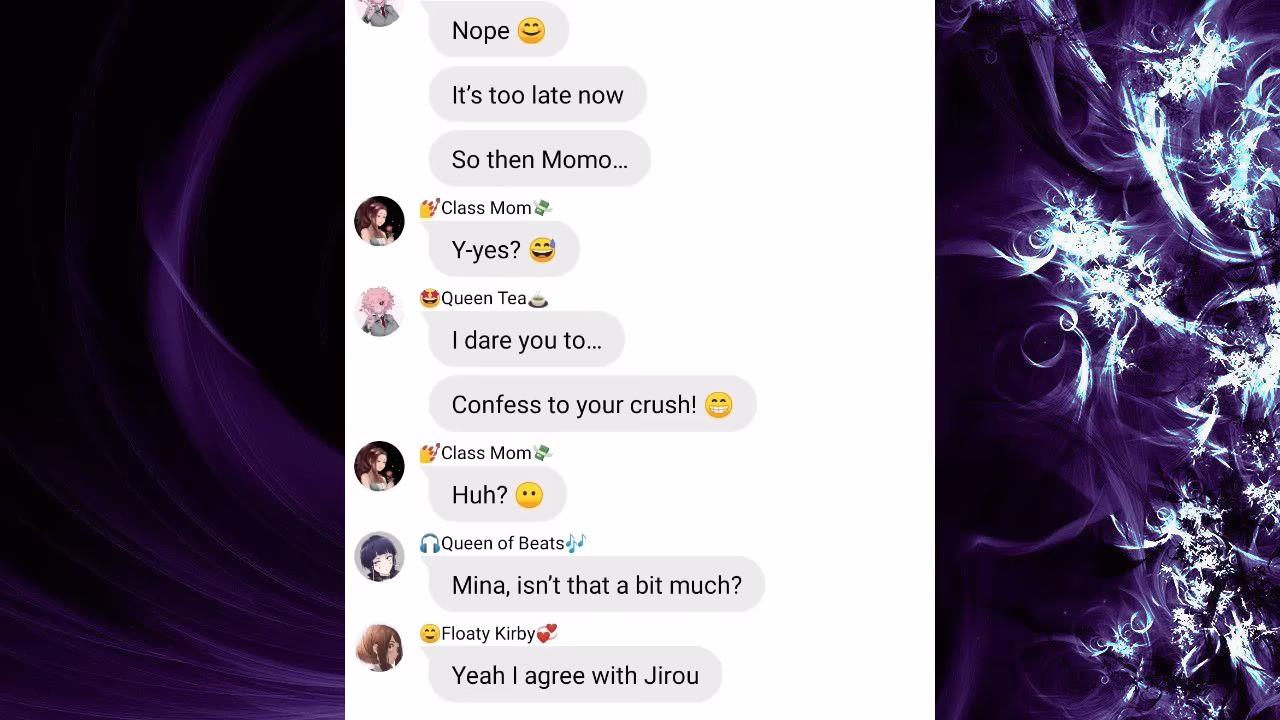 Nope 😊
It’s too late now
So then Momo…
💅Class Mom💸
Y-yes? 😅
🤩Queen Tea🍵
I dare you to…
Confess to your crush! 😁
💅Class Mom💸
Huh? 😶
🎧Queen of Beats🎶
Mina, isn’t that a bit much?
😊Floaty Kirby💞
Yeah I agree with Jirou